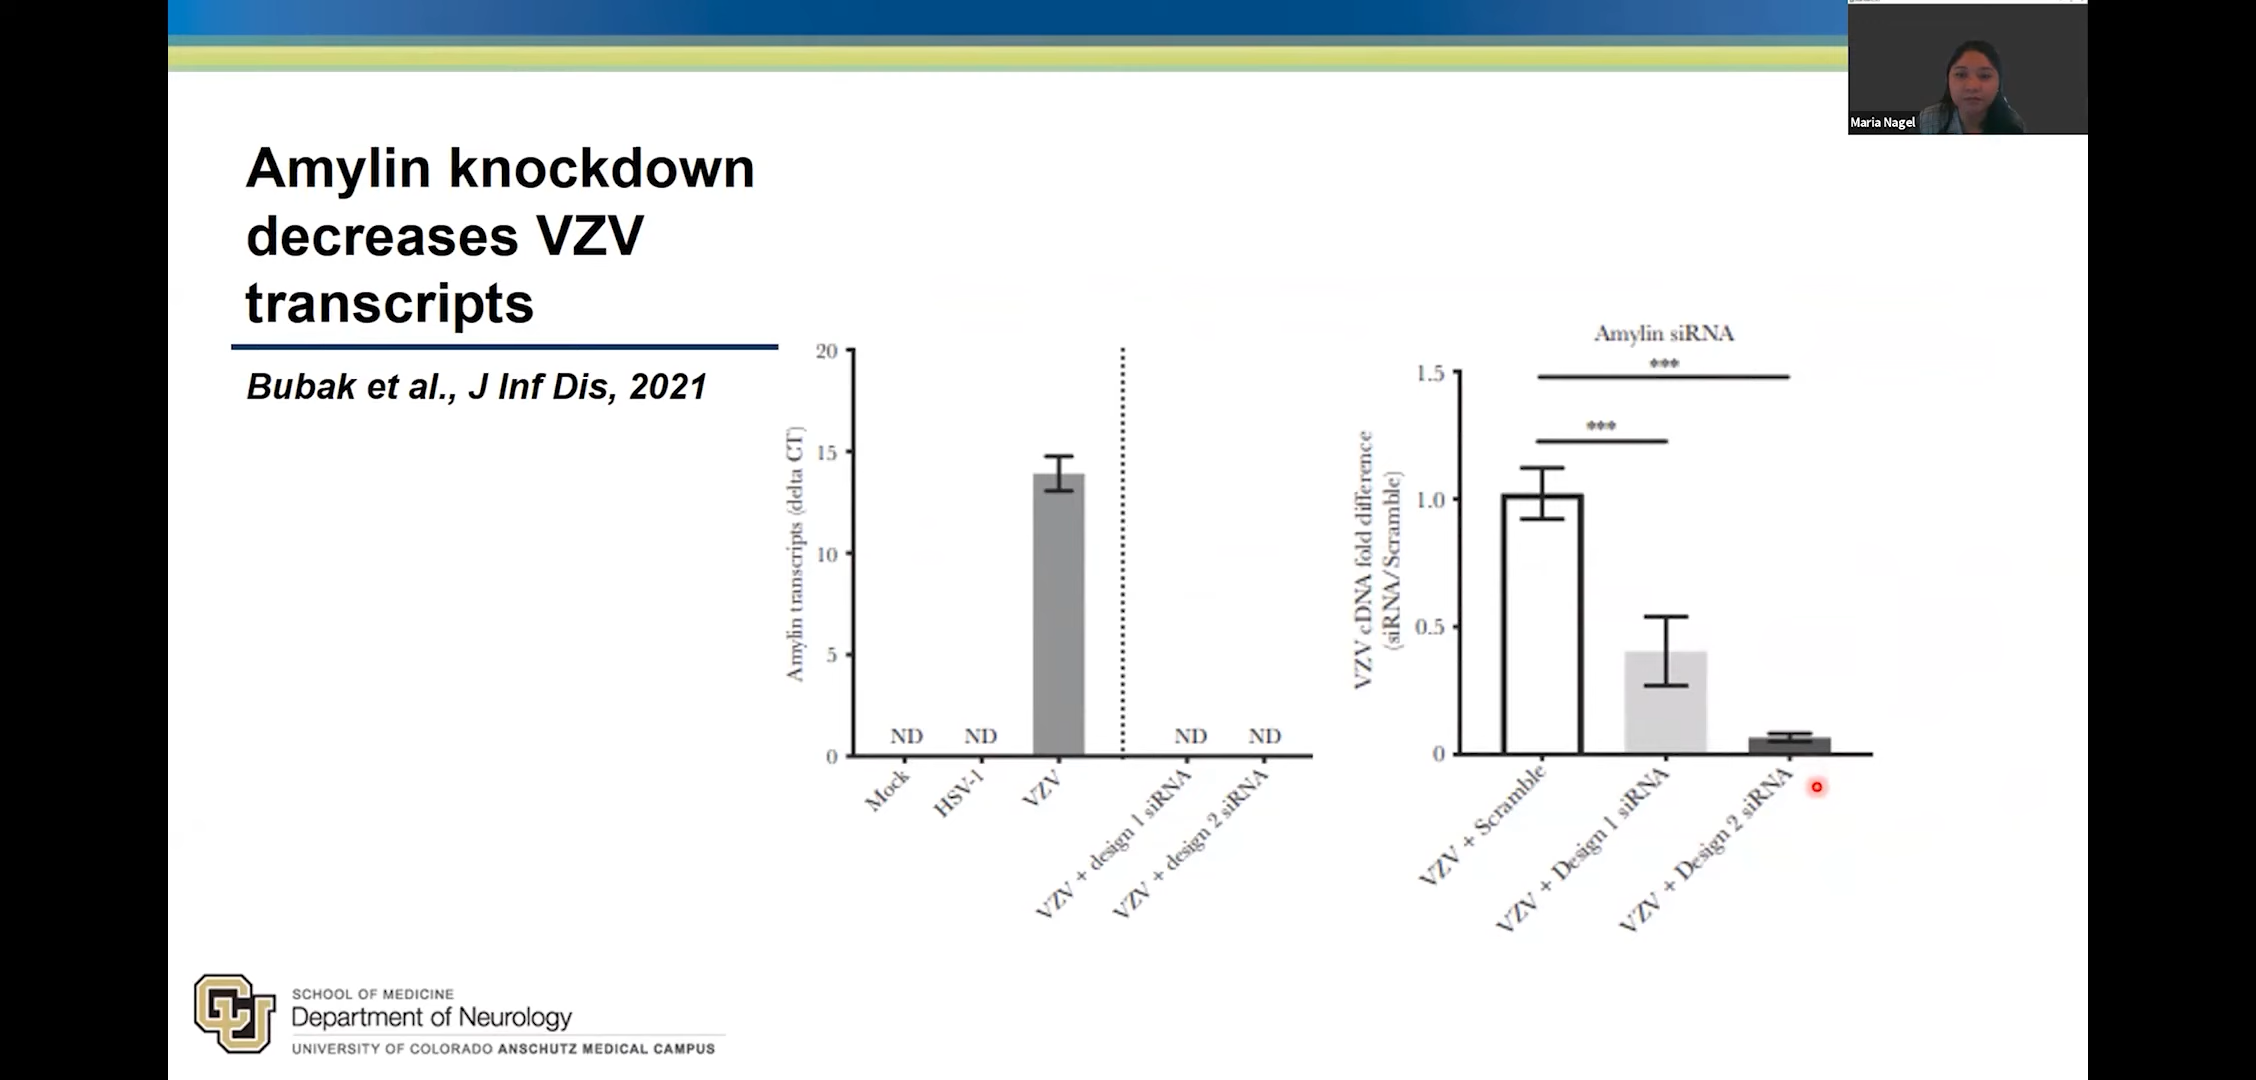 Maria Nagel
Amylin knockdown
decreases VZV
transcripts
Bubak et al., J Inf Dis, 2021
Amylin transcripts (delta CT)
20
15
10
5
0
ND
ND
ND
ND
Mock
HSV-1
VZV
VZV + design 1 siRNA
VZV + design 2 siRNA
Amylin siRNA
***
***
VZV cDNA fold difference
(siRNA/Scramble)
1.5
1.0
0.5
0
VZV + Scramble
VZV + Design 1 siRNA
VZV + Design 2 siRNA
CU
SCHOOL OF MEDICINE
Department of Neurology
UNIVERSITY OF COLORADO ANSCHUTZ MEDICAL CAMPUS